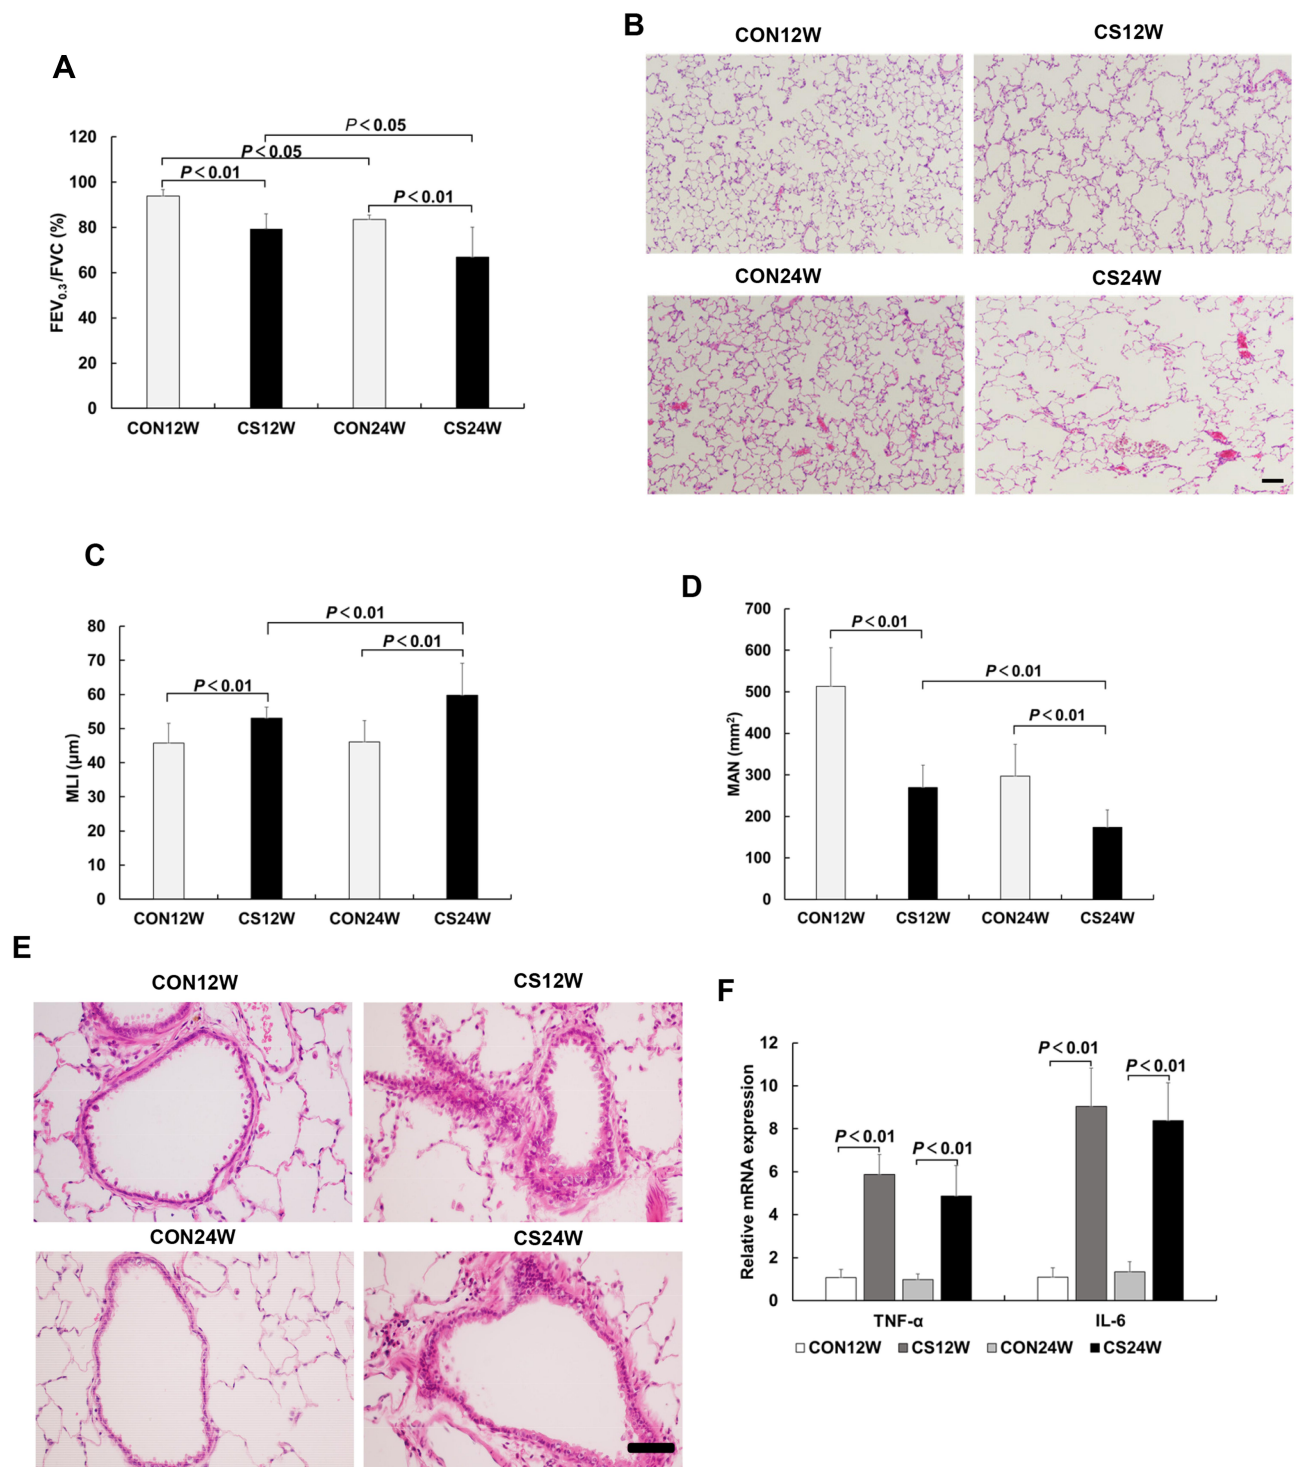 A
120
100
80
60
40
20
0
FEV0.3/FVC (%)
P < 0.05
P < 0.05
P < 0.01
P < 0.01
CON12W CS12W CON24W CS24W
B
CON12W CS12W
CON24W CS24W
C
80
70
60
50
40
30
20
10
0
MLI (μm)
P < 0.01
P < 0.01
P < 0.01
CON12W CS12W CON24W CS24W
D
700
600
500
400
300
200
100
0
MAN (mm2)
P < 0.01
P < 0.01
P < 0.01
CON12W CS12W CON24W CS24W
E
CON12W CS12W
CON24W CS24W
F
12
10
8
6
4
2
0
Relative mRNA expression
P < 0.01
P < 0.01
P < 0.01
P < 0.01
TNF-α IL-6
CON12W CS12W CON24W CS24W